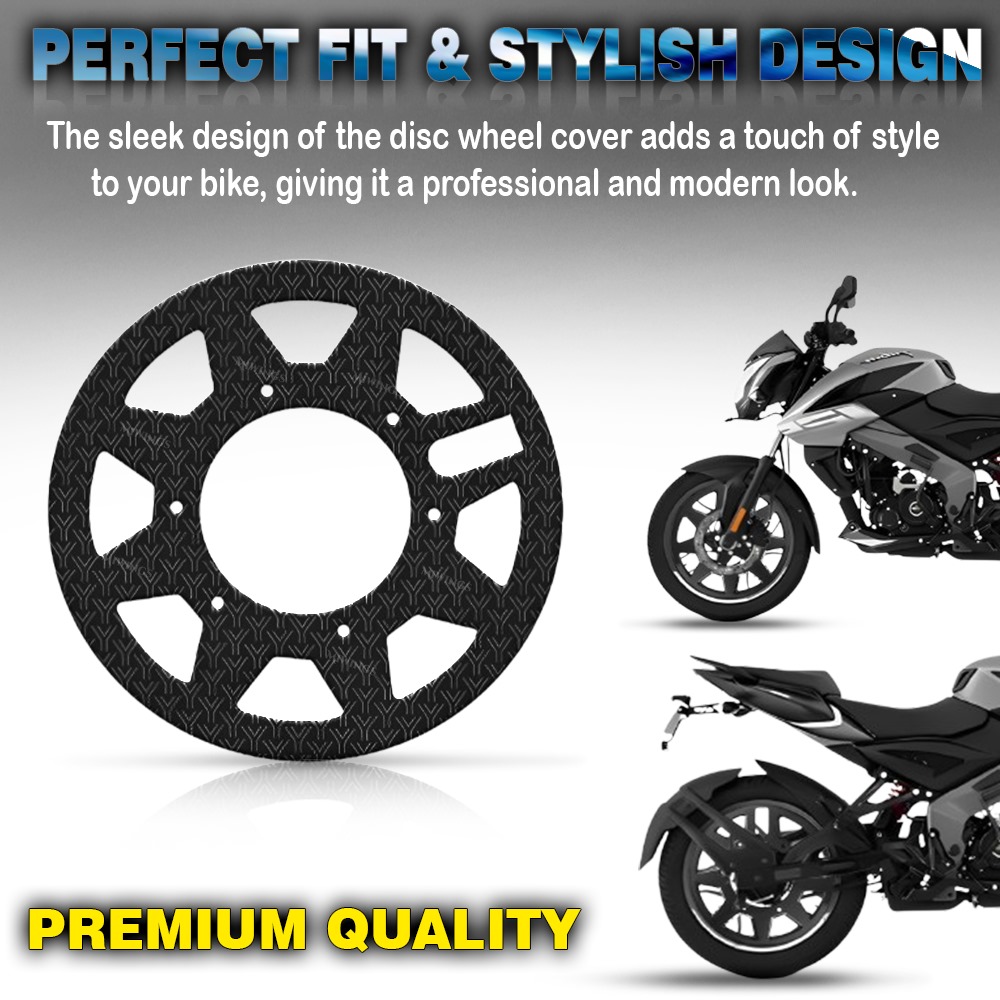 PERFECT FIT & STYLISH DESIGN
The sleek design of the disc wheel cover adds a touch of style
to your bike, giving it a professional and modern look.
PREMIUM QUALITY